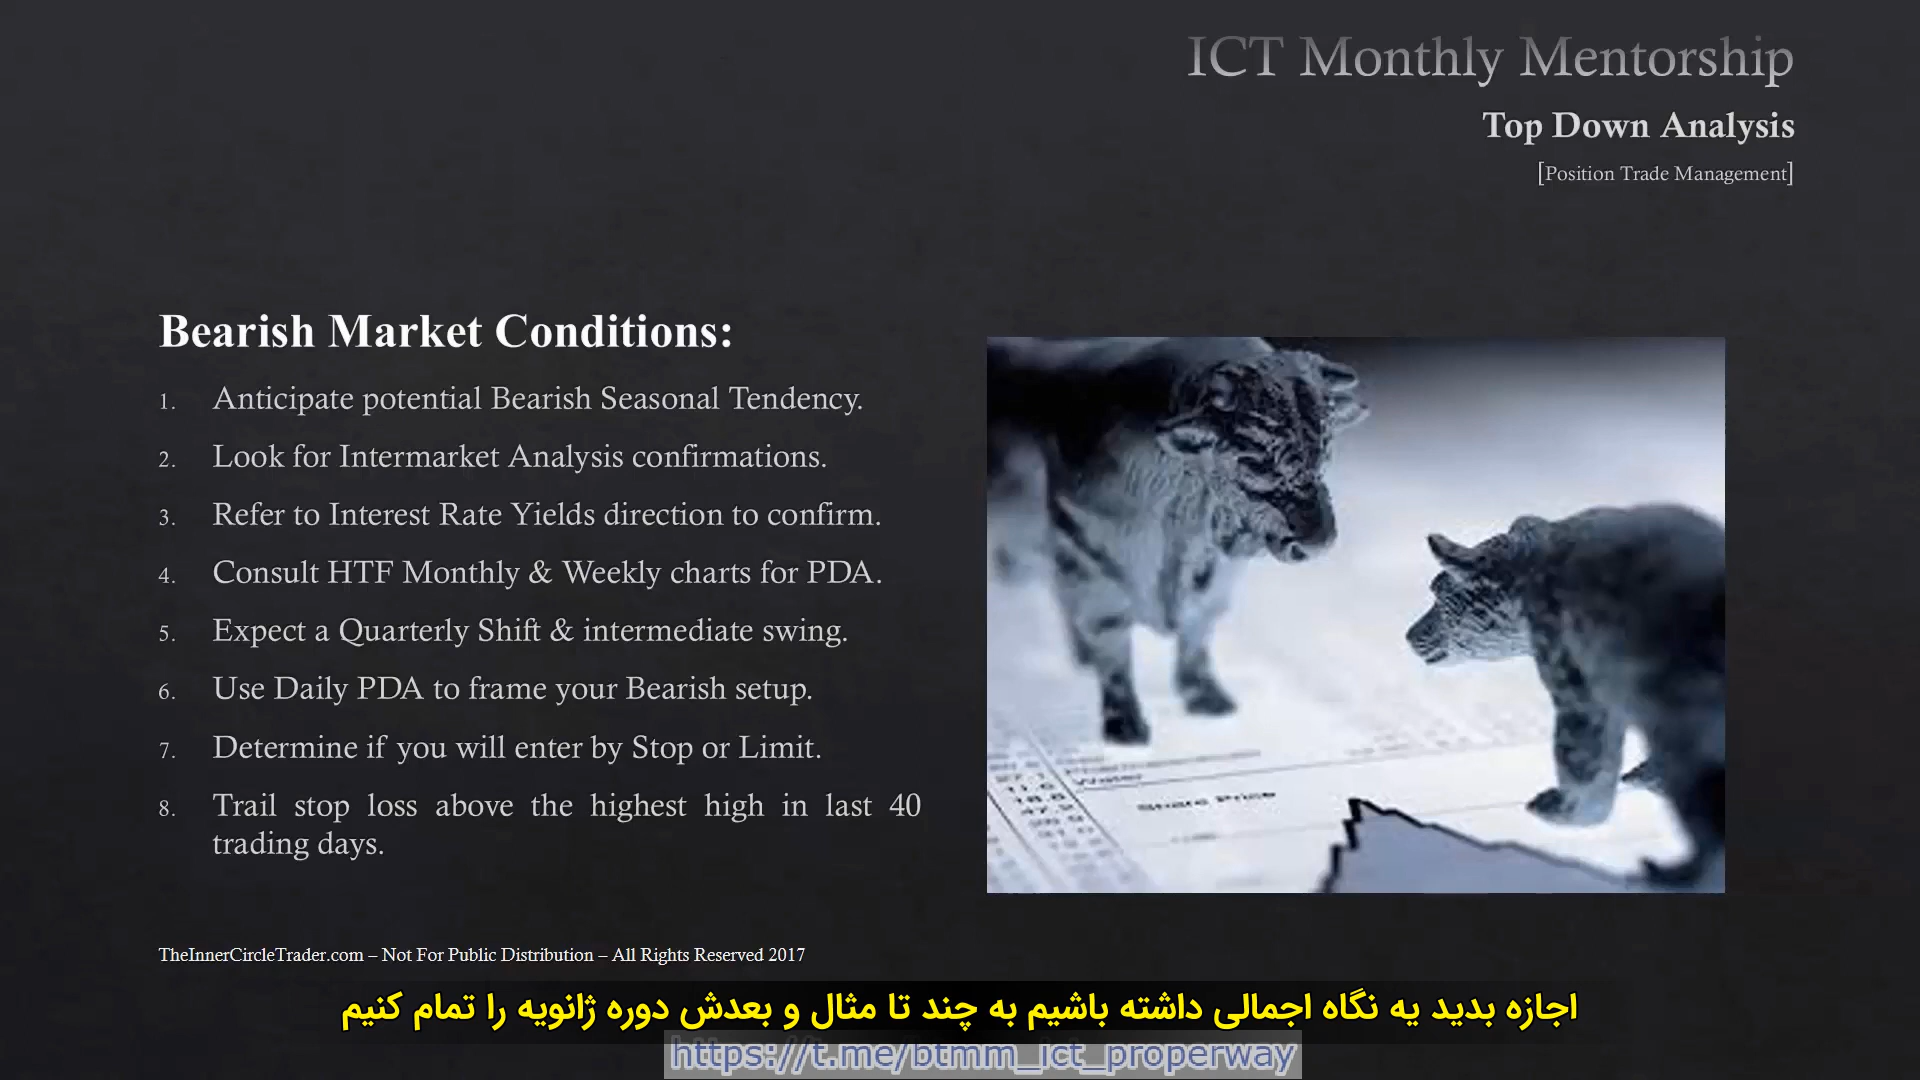 ICT Monthly Mentorship
Top Down Analysis
[Position Trade Management]
Bearish Market Conditions:
1. Anticipate potential Bearish Seasonal Tendency.
2. Look for Intermarket Analysis confirmations.
3. Refer to Interest Rate Yields direction to confirm.
4. Consult HTF Monthly & Weekly charts for PDA.
5. Expect a Quarterly Shift & intermediate swing.
6. Use Daily PDA to frame your Bearish setup.
7. Determine if you will enter by Stop or Limit.
8. Trail stop loss above the highest high in last 40
trading days.
Share Price
TheInnerCircleTrader.com – Not For Public Distribution – All Rights Reserved 2017
اجازه بدید یه نگاه اجمالی داشته باشیم به چند تا مثال و بعدش دوره ژانویه را تمام کنیم
https://t.me/btmm_ict_properway